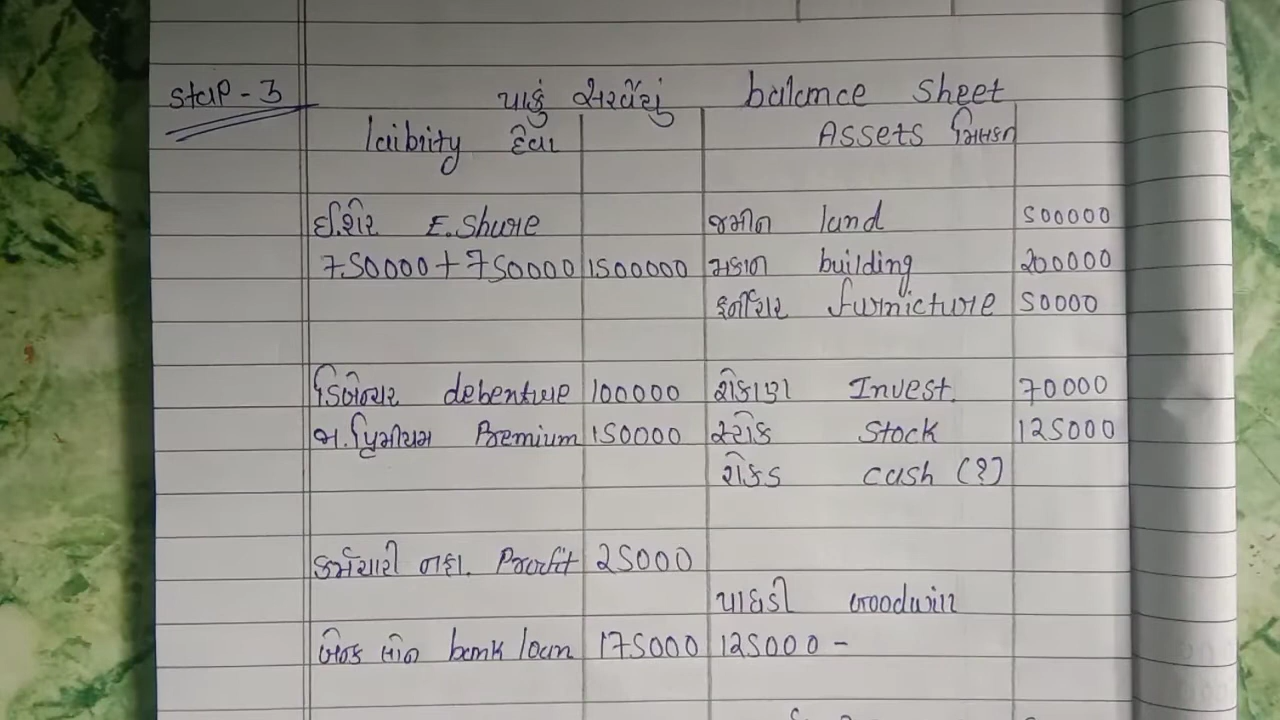 Step - 3 પાકું સરવૈયું balance Sheet
laibrity દેવા Assets મિલકત
ઈ.શેર E. Share જમીન land 500000
750000 + 750000 1500000 મકાન building 200000
ફર્નીચર furnicture 50000
ડિબેન્ચર debenture 100000 રોકાણ Invest. 70000
જા.પ્રિમીયમ Premium 150000 સ્ટોક Stock 125000
રોકડ cash (?)
કર્મચારી નફા. Profit 25000
પાઘડી Goodwill
બેંક લોન bank loan 175000 125000 -